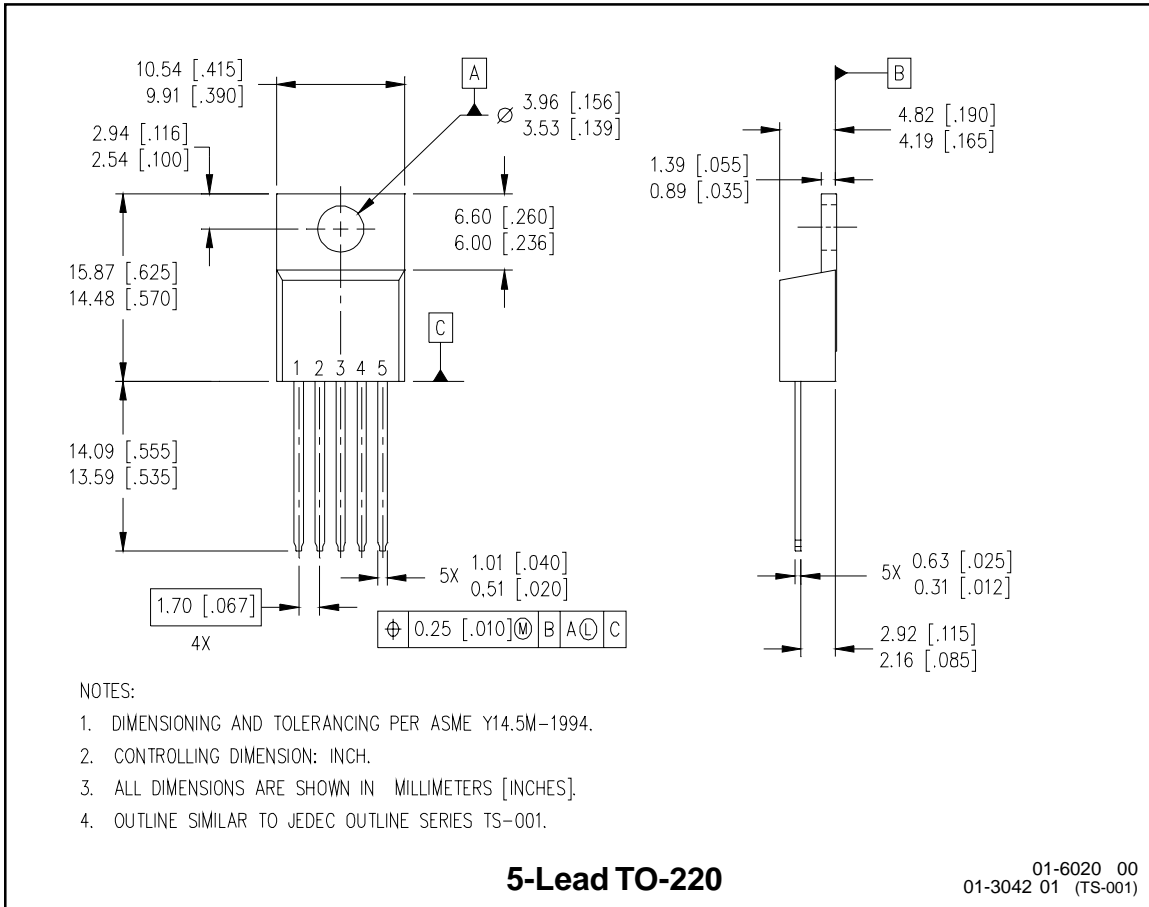 10.54 [.415]
9.91 [.390]
A
B
3.96 [.156]
Ø
3.53 [.139]
4.82 [.190]
4.19 [.165]
2.94 [.116]
2.54 [.100]
1.39 [.055]
0.89 [.035]
6.60 [.260]
6.00 [.236]
15.87 [.625]
14.48 [.570]
C
1 2 3 4 5
14.09 [.555]
13.59 [.535]
5X 1.01 [.040]
0.51 [.020]
5X 0.63 [.025]
0.31 [.012]
1.70 [.067]
4X
⌖ 0.25 [.010] Ⓜ B A Ⓛ C
2.92 [.115]
2.16 [.085]
NOTES:
1. DIMENSIONING AND TOLERANCING PER ASME Y14.5M-1994.
2. CONTROLLING DIMENSION: INCH.
3. ALL DIMENSIONS ARE SHOWN IN MILLIMETERS [INCHES].
4. OUTLINE SIMILAR TO JEDEC OUTLINE SERIES TS-001.
5-Lead TO-220
01-6020 00
01-3042 01 (TS-001)